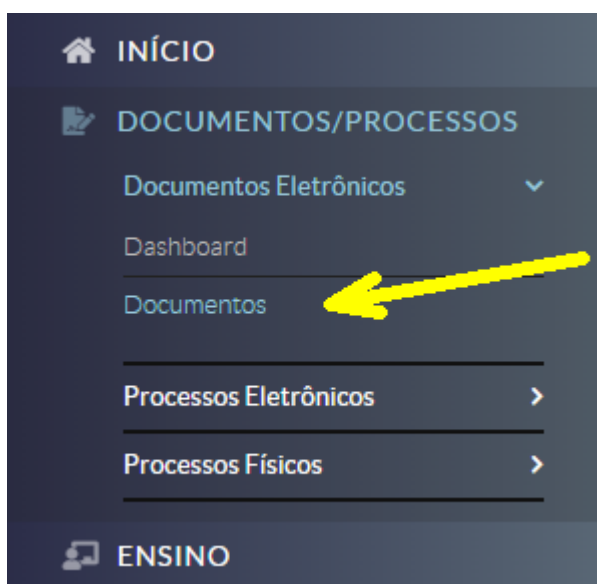 INÍCIO
DOCUMENTOS/PROCESSOS
Documentos Eletrônicos
Dashboard
Documentos
Processos Eletrônicos
Processos Físicos
ENSINO